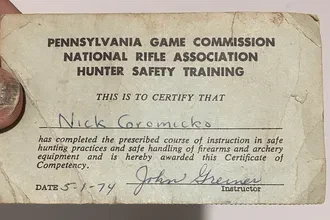 PENNSYLVANIA GAME COMMISSION
NATIONAL RIFLE ASSOCIATION
HUNTER SAFETY TRAINING
THIS IS TO CERTIFY THAT
Nick Coromicko
has completed the prescribed course of instruction in safe
hunting practices and safe handling of firearms and archery
equipment and is hereby awarded this Certificate of
Competency.
DATE 5-1-74 John Greiner
Instructor